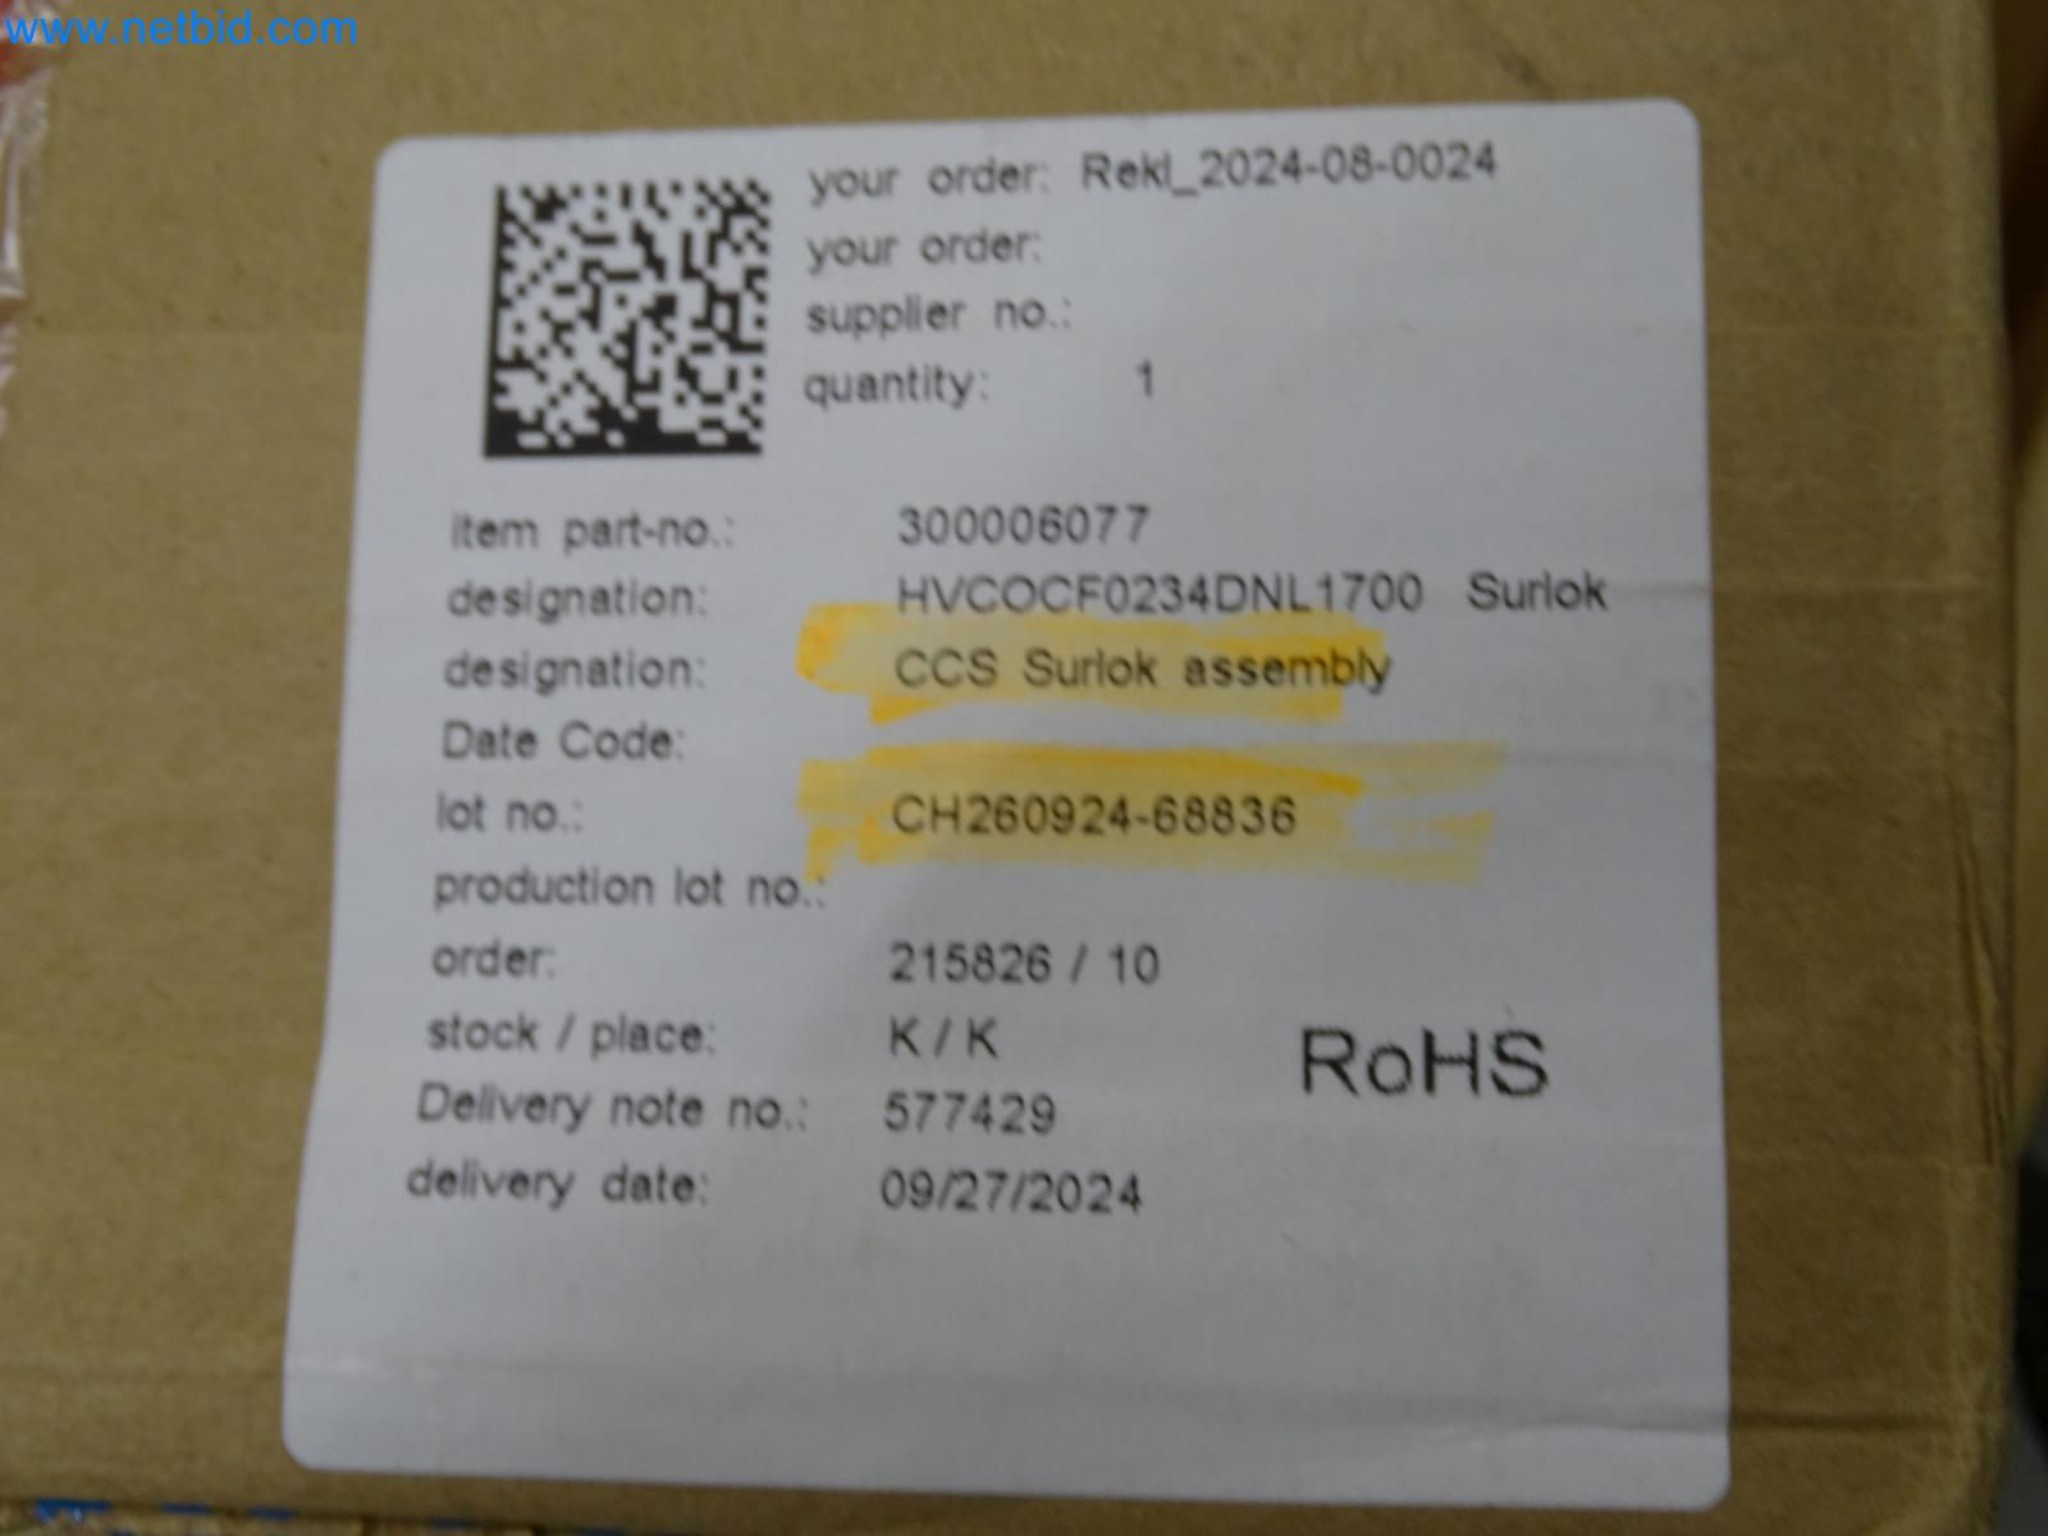 www.netbid.com
your order: Rekl_2024-08-0024
your order:
supplier no.:
quantity: 1
item part-no.: 300006077
designation: HVCOCF0234DNL1700 Surlok
designation: CCS Surlok assembly
Date Code:
lot no.: CH260924-68836
production lot no.:
order: 215826 / 10
stock / place: K / K
RoHS
Delivery note no.: 577429
delivery date: 09/27/2024